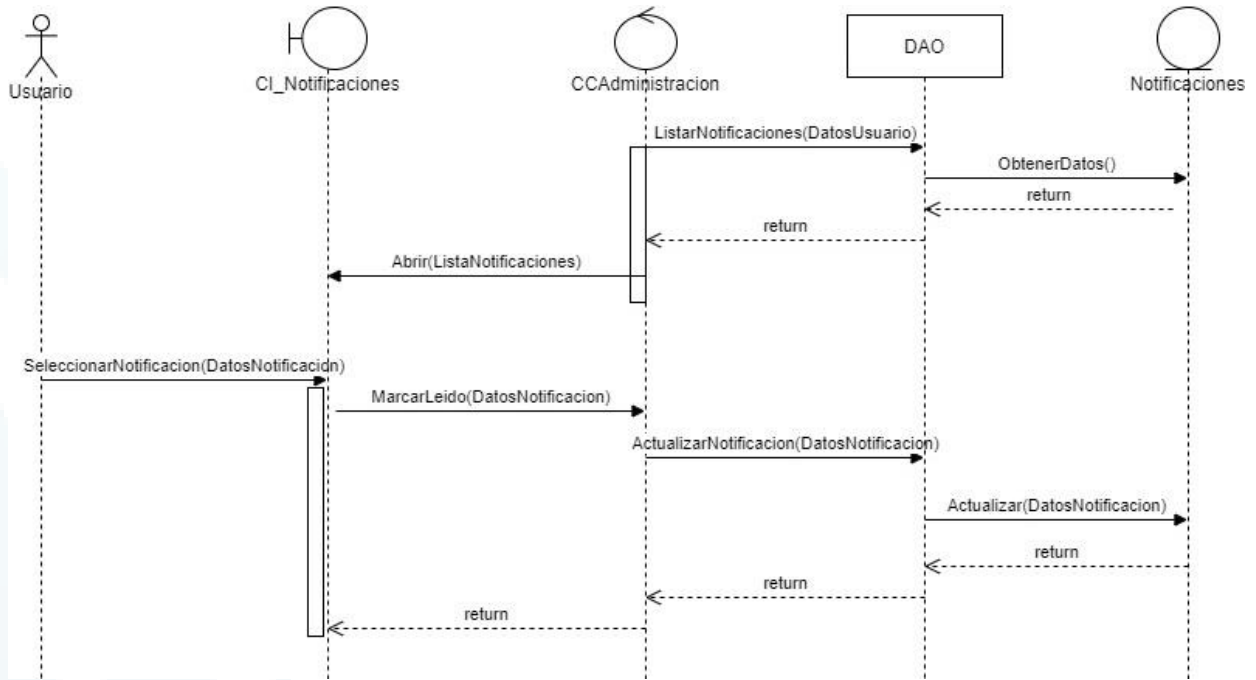 Usuario
CI_Notificaciones
CCAdministracion
DAO
Notificaciones
ListarNotificaciones(DatosUsuario)
ObtenerDatos()
return
return
Abrir(ListaNotificaciones)
SeleccionarNotificacion(DatosNotificacion)
MarcarLeido(DatosNotificacion)
ActualizarNotificacion(DatosNotificacion)
Actualizar(DatosNotificacion)
return
return
return